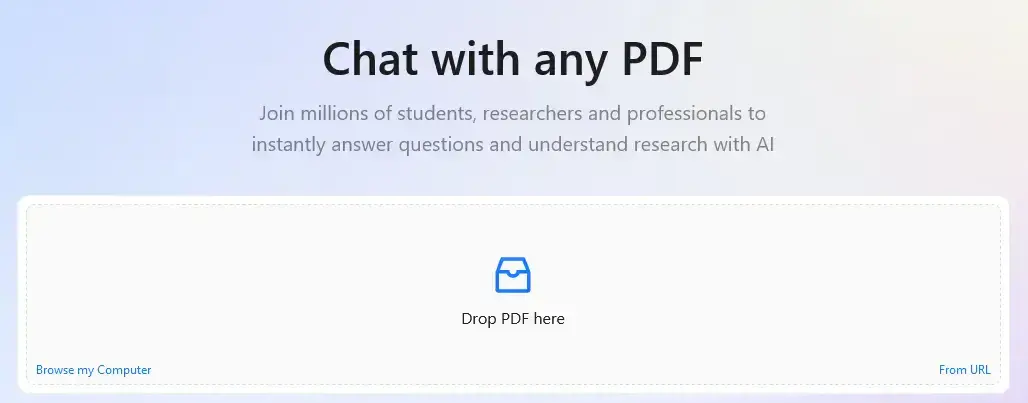 Chat with any PDF
Join millions of students, researchers and professionals to
instantly answer questions and understand research with AI
Drop PDF here
Browse my Computer
From URL